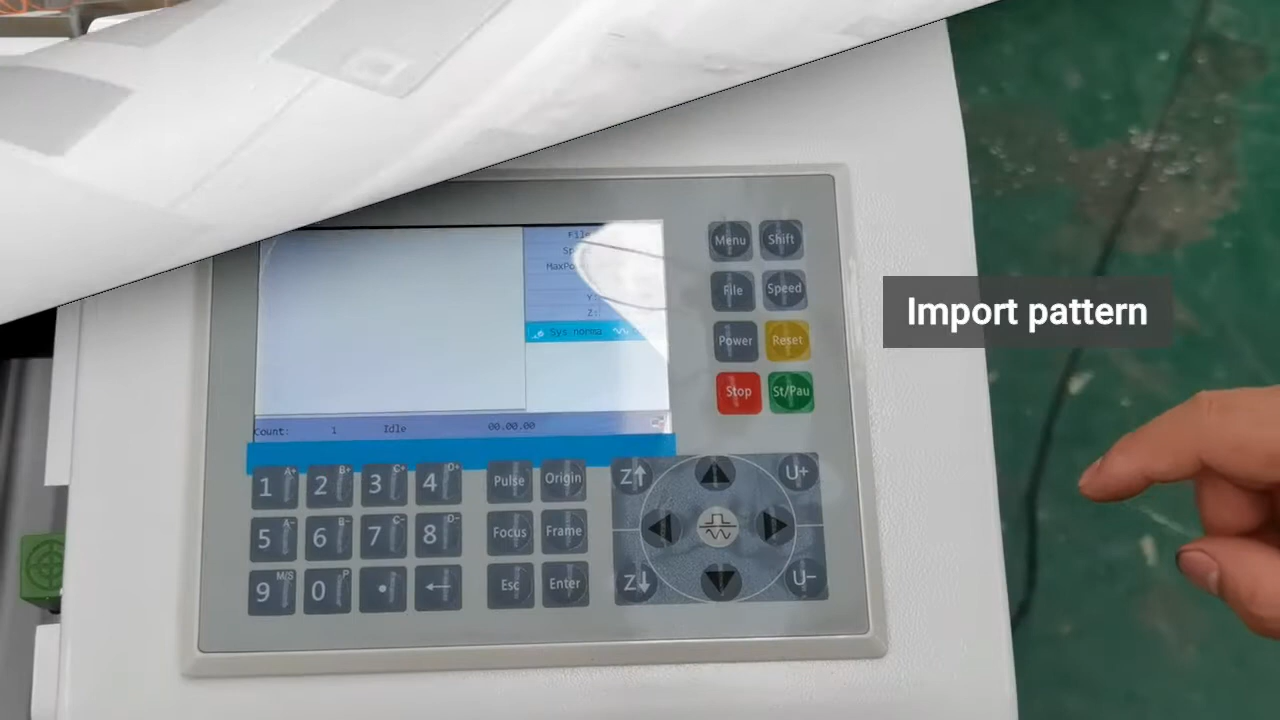 File
Menu
Shift
File
Speed
Z:
Sys norma
Power
Reset
Import pattern
Stop
St/Pau
Count: 1 Idle 00.00.00
1 A+
2 B+
3 C+
4 D+
Pulse
Origin
Z↑
U+
5 A-
6 B-
7 C-
8 D-
Focus
Frame
9 M/S
0 P
•
←
Esc
Enter
Z↓
U-